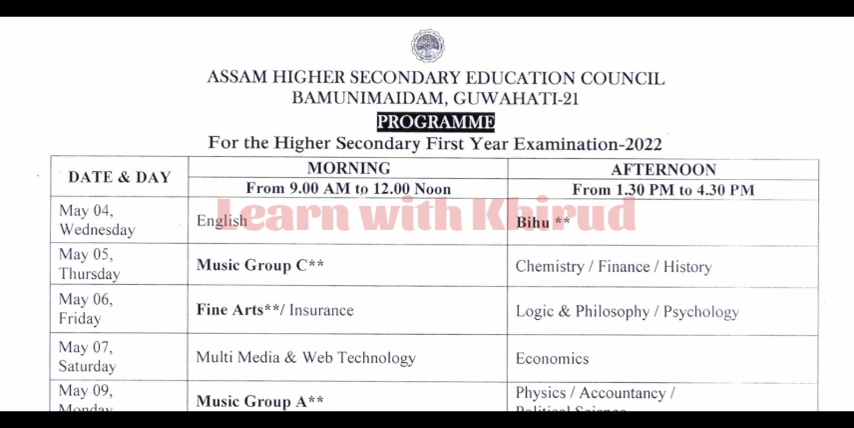 ASSAM HIGHER SECONDARY EDUCATION COUNCIL
BAMUNIMAIDAM, GUWAHATI-21
PROGRAMME
For the Higher Secondary First Year Examination-2022
DATE & DAY
MORNING
AFTERNOON
From 9.00 AM to 12.00 Noon
From 1.30 PM to 4.30 PM
Learn with Khirud
May 04,
Wednesday
English
Bihu **
May 05,
Thursday
Music Group C**
Chemistry / Finance / History
May 06,
Friday
Fine Arts**/ Insurance
Logic & Philosophy / Psychology
May 07,
Saturday
Multi Media & Web Technology
Economics
May 09,
Monday
Music Group A**
Physics / Accountancy /
Political Science